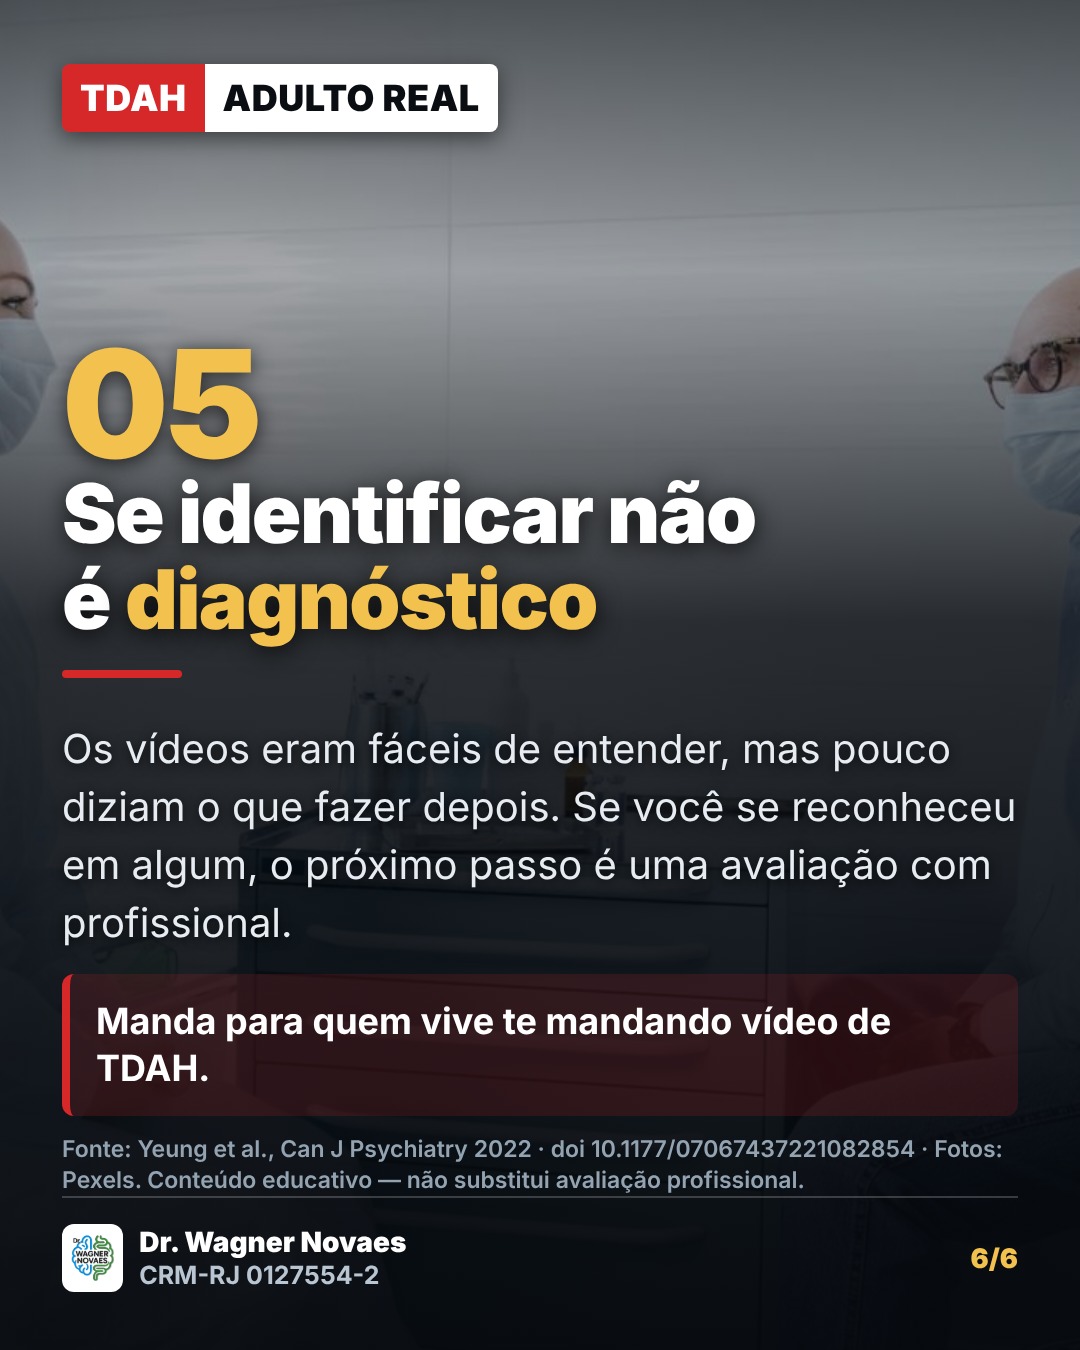 TDAH ADULTO REAL
05
Se identificar não
é diagnóstico
Os vídeos eram fáceis de entender, mas pouco
diziam o que fazer depois. Se você se reconheceu
em algum, o próximo passo é uma avaliação com
profissional.
Manda para quem vive te mandando vídeo de
TDAH.
Fonte: Yeung et al., Can J Psychiatry 2022 · doi 10.1177/07067437221082854 · Fotos:
Pexels. Conteúdo educativo — não substitui avaliação profissional.
Dr.
WAGNER
NOVAES
Dr. Wagner Novaes
CRM-RJ 0127554-2
6/6